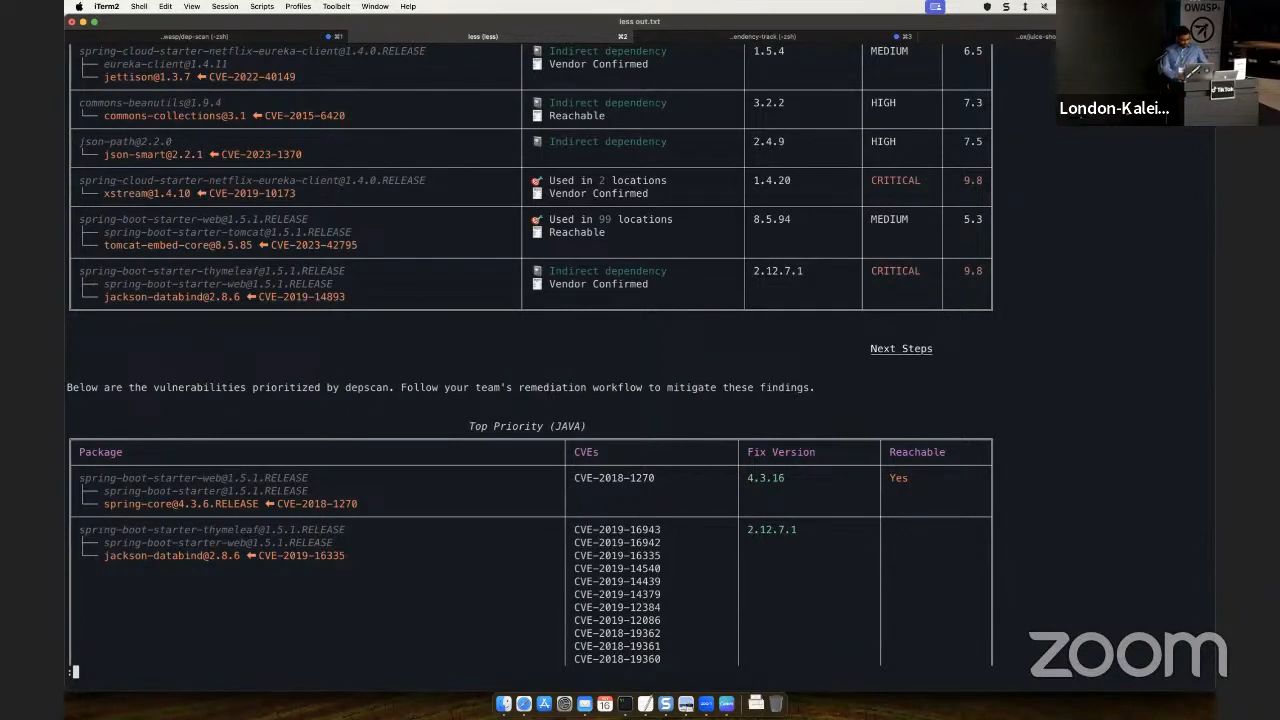 iTerm2 Shell Edit View Session Scripts Profiles Toolbelt Window Help
less out.txt
..wasp/dep-scan (-zsh) ⌘1 less (less) ⌘2 ..endency-track (-zsh) ⌘3 ..ox/juice-sho
spring-cloud-starter-netflix-eureka-client@1.4.0.RELEASE Indirect dependency 1.5.4 MEDIUM 6.5
├── eureka-client@1.4.11 Vendor Confirmed
└── jettison@1.3.7 ⬅ CVE-2022-40149
commons-beanutils@1.9.4 Indirect dependency 3.2.2 HIGH 7.3
└── commons-collections@3.1 ⬅ CVE-2015-6420 Reachable
json-path@2.2.0 Indirect dependency 2.4.9 HIGH 7.5
└── json-smart@2.2.1 ⬅ CVE-2023-1370
spring-cloud-starter-netflix-eureka-client@1.4.0.RELEASE Used in 2 locations 1.4.20 CRITICAL 9.8
└── xstream@1.4.10 ⬅ CVE-2019-10173 Vendor Confirmed
spring-boot-starter-web@1.5.1.RELEASE Used in 99 locations 8.5.94 MEDIUM 5.3
├── spring-boot-starter-tomcat@1.5.1.RELEASE Reachable
└── tomcat-embed-core@8.5.85 ⬅ CVE-2023-42795
spring-boot-starter-thymeleaf@1.5.1.RELEASE Indirect dependency 2.12.7.1 CRITICAL 9.8
├── spring-boot-starter-web@1.5.1.RELEASE Vendor Confirmed
└── jackson-databind@2.8.6 ⬅ CVE-2019-14893
Next Steps
Below are the vulnerabilities prioritized by depscan. Follow your team's remediation workflow to mitigate these findings.
Top Priority (JAVA)
Package CVEs Fix Version Reachable
spring-boot-starter-web@1.5.1.RELEASE CVE-2018-1270 4.3.16 Yes
├── spring-boot-starter@1.5.1.RELEASE
└── spring-core@4.3.6.RELEASE ⬅ CVE-2018-1270
spring-boot-starter-thymeleaf@1.5.1.RELEASE CVE-2019-16943 2.12.7.1
├── spring-boot-starter-web@1.5.1.RELEASE CVE-2019-16942
└── jackson-databind@2.8.6 ⬅ CVE-2019-16335 CVE-2019-16335
CVE-2019-14540
CVE-2019-14439
CVE-2019-14379
CVE-2019-12384
CVE-2019-12086
CVE-2018-19362
CVE-2018-19361
CVE-2018-19360
:
OWASP
TikTok
London-Kalei...
zoom